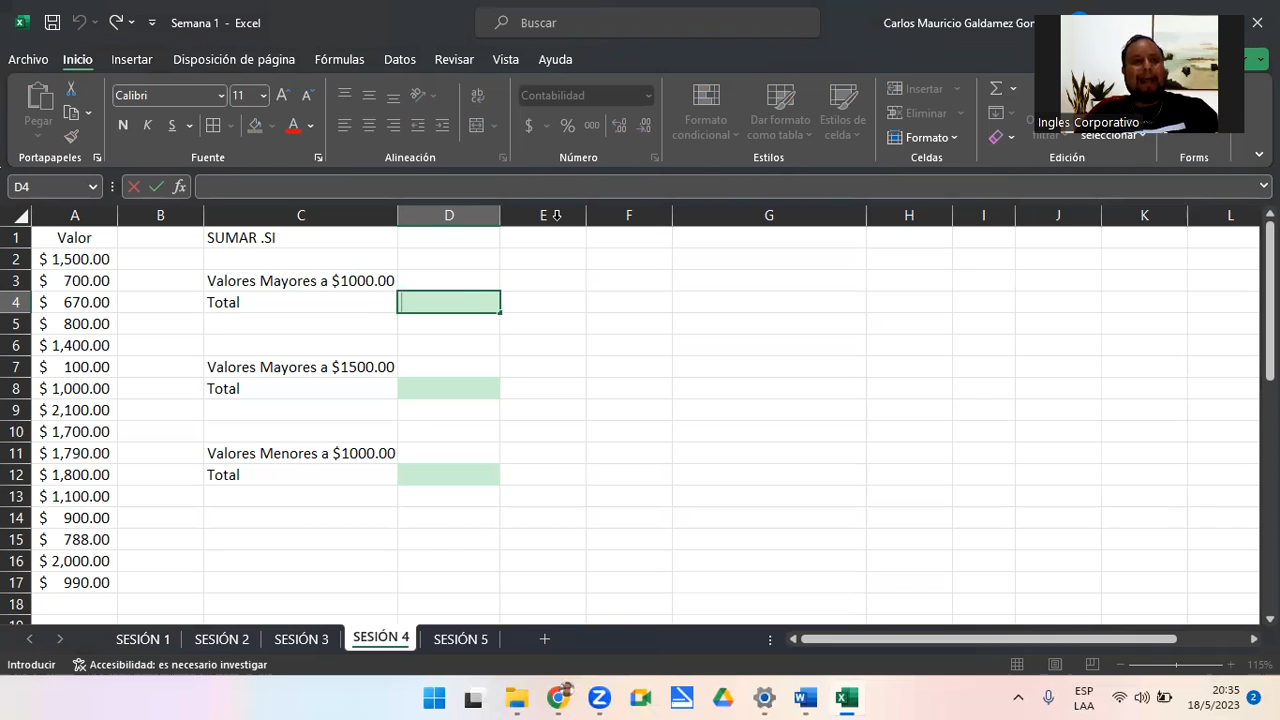 Semana 1 - Excel
Buscar
Carlos Mauricio Galdamez Gon
Archivo Inicio Insertar Disposición de página Fórmulas Datos Revisar Vista Ayuda
Pegar
Calibri 11
N K S
Contabilidad
$ % 000
Formato condicional
Dar formato como tabla
Estilos de celda
Insertar
Eliminar
Formato
seleccionar
Portapapeles Fuente Alineación Número Estilos Celdas Edición Forms
Ingles Corporativo
D4 fx
A B C D E F G H I J K L
1 Valor SUMAR .SI
2 $ 1,500.00
3 $ 700.00 Valores Mayores a $1000.00
4 $ 670.00 Total
5 $ 800.00
6 $ 1,400.00
7 $ 100.00 Valores Mayores a $1500.00
8 $ 1,000.00 Total
9 $ 2,100.00
10 $ 1,700.00
11 $ 1,790.00 Valores Menores a $1000.00
12 $ 1,800.00 Total
13 $ 1,100.00
14 $ 900.00
15 $ 788.00
16 $ 2,000.00
17 $ 990.00
18
SESIÓN 1 SESIÓN 2 SESIÓN 3 SESIÓN 4 SESIÓN 5
Introducir Accesibilidad: es necesario investigar 115%
ESP
LAA
20:35
18/5/2023
2